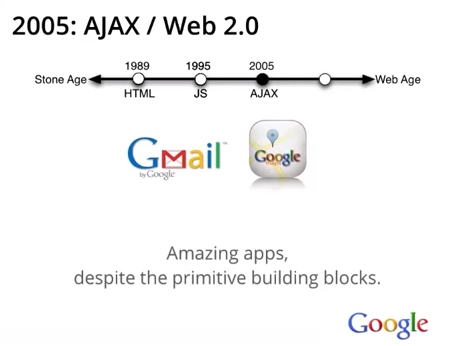 2005: AJAX / Web 2.0
1989 1995 2005
Stone Age Web Age
HTML JS AJAX
Gmail™
by Google
Google
Amazing apps,
despite the primitive building blocks.
Google